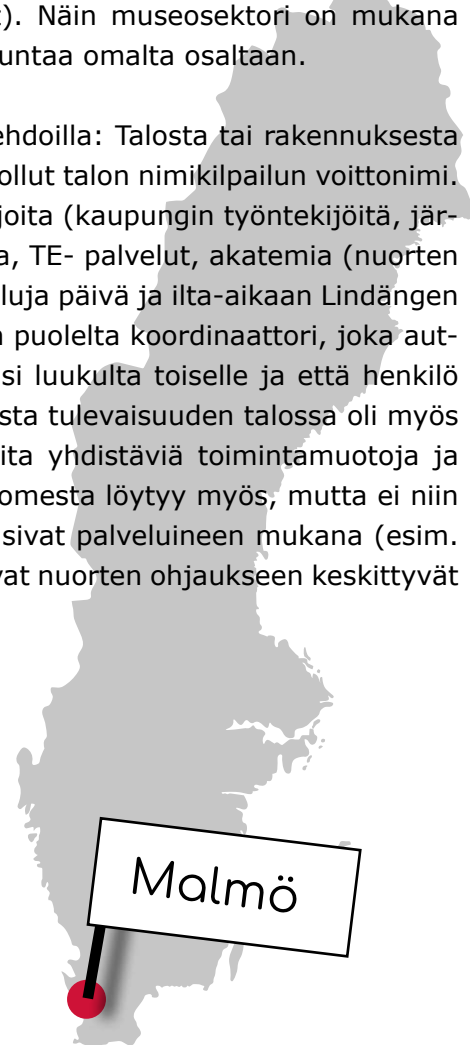 ). Näin museosektori on mukana
untaa omalta osaltaan.
ehdoilla: Talosta tai rakennuksesta
ollut talon nimikilpailun voittonimi.
joita (kaupungin työntekijöitä, jär-
a, TE- palvelut, akatemia (nuorten
luja päivä ja ilta-aikaan Lindängen
puolelta koordinaattori, joka aut-
si luukulta toiselle ja että henkilö
sta tulevaisuuden talossa oli myös
ita yhdistäviä toimintamuotoja ja
omesta löytyy myös, mutta ei niin
sivat palveluineen mukana (esim.
vat nuorten ohjaukseen keskittyvät
Malmö